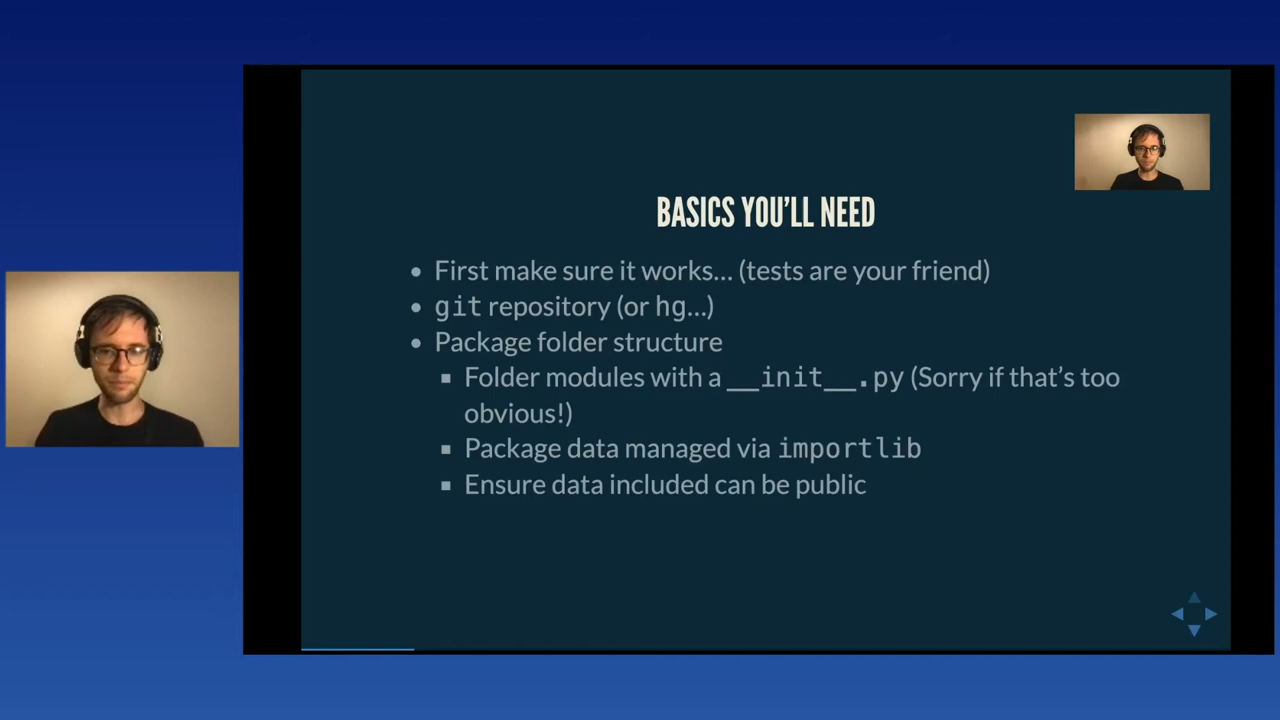 BASICS YOU'LL NEED
First make sure it works... (tests are your friend)
git repository (or hg...)
Package folder structure
Folder modules with a __init__.py (Sorry if that's too
obvious!)
Package data managed via importlib
Ensure data included can be public